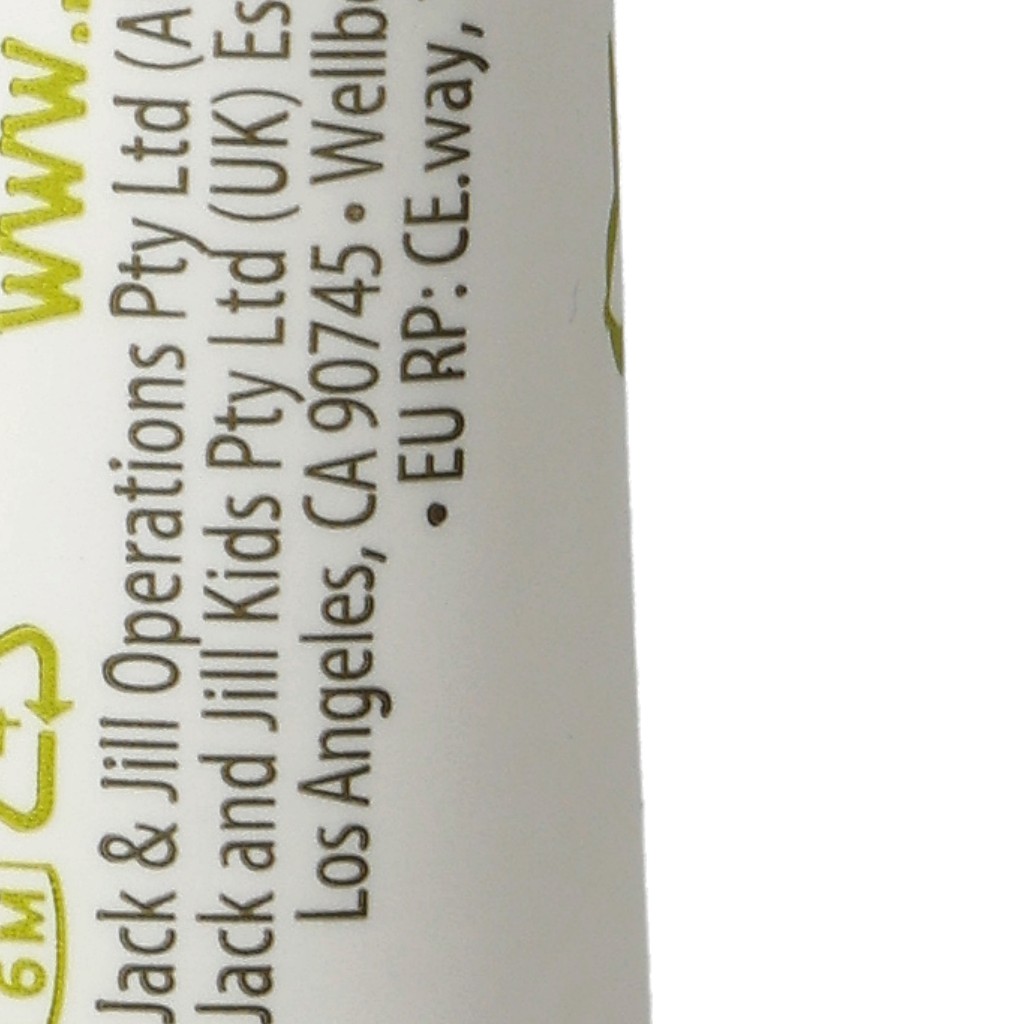 www.
6M
Jack & Jill Operations Pty Ltd (A
Jack and Jill Kids Pty Ltd (UK) Es
Los Angeles, CA 90745 • Wellb
• EU RP: CE.way,